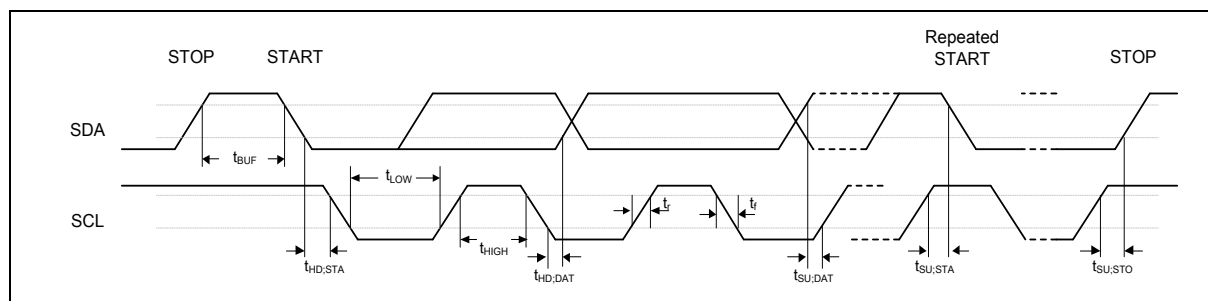 Repeated
STOP START START STOP
SDA
tBUF
tLOW
SCL
tr tf
tHIGH
tHD;STA tHD;DAT tSU;DAT tSU;STA tSU;STO